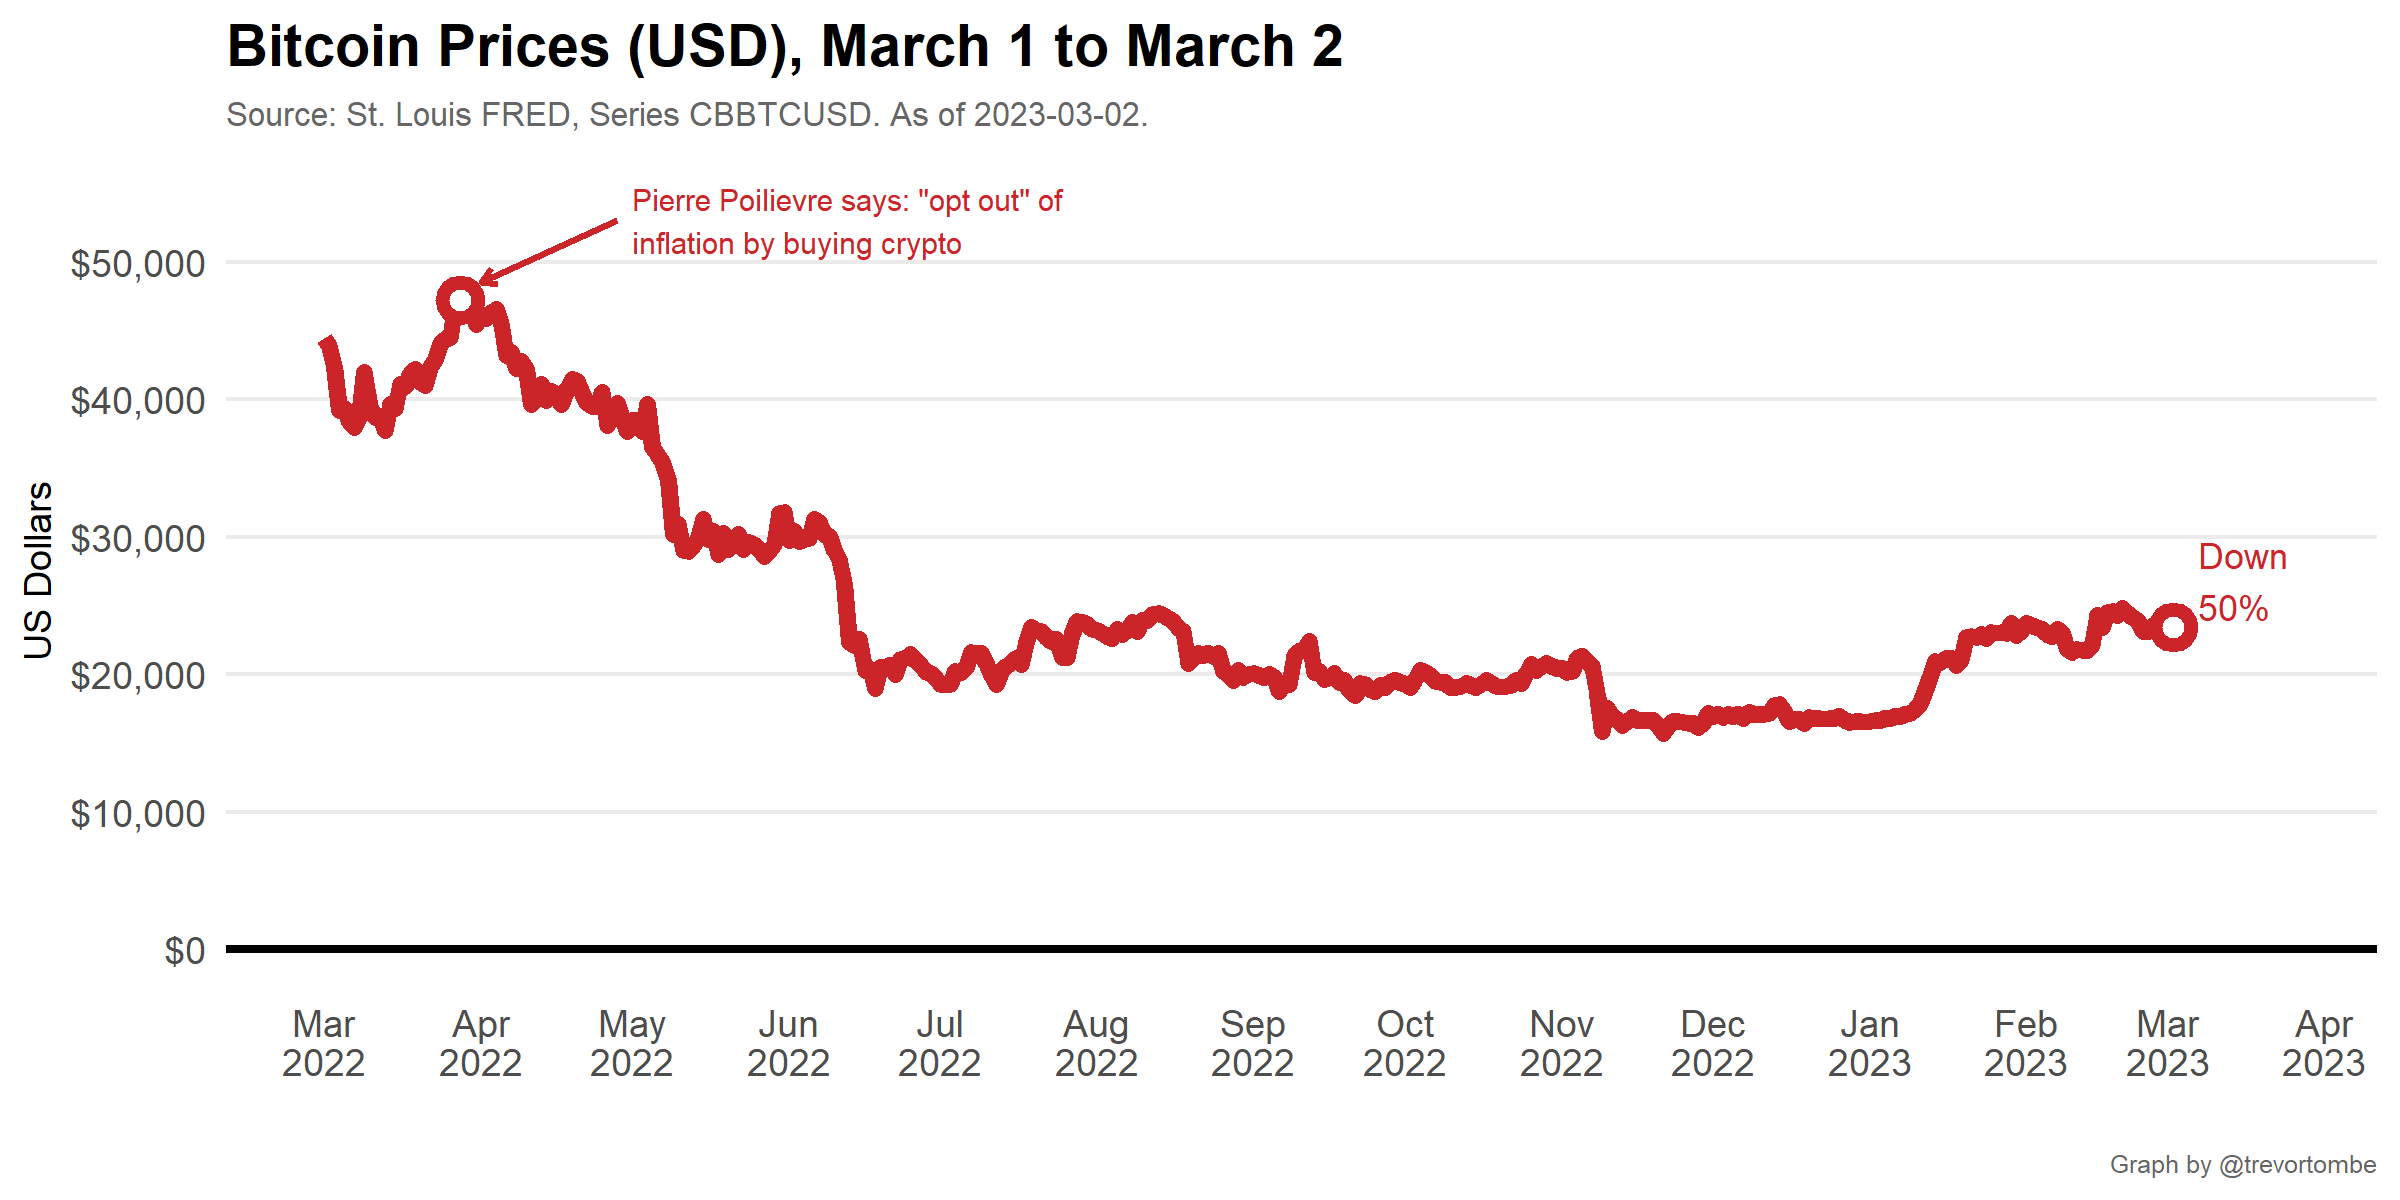 Bitcoin Prices (USD), March 1 to March 2
Source: St. Louis FRED, Series CBBTCUSD. As of 2023-03-02.
Pierre Poilievre says: "opt out" of
inflation by buying crypto
$50,000
$40,000
$30,000
$20,000
$10,000
$0
US Dollars
Down
50%
Mar Apr May Jun Jul Aug Sep Oct Nov Dec Jan Feb Mar Apr
2022 2022 2022 2022 2022 2022 2022 2022 2022 2022 2023 2023 2023 2023
Graph by @trevortombe